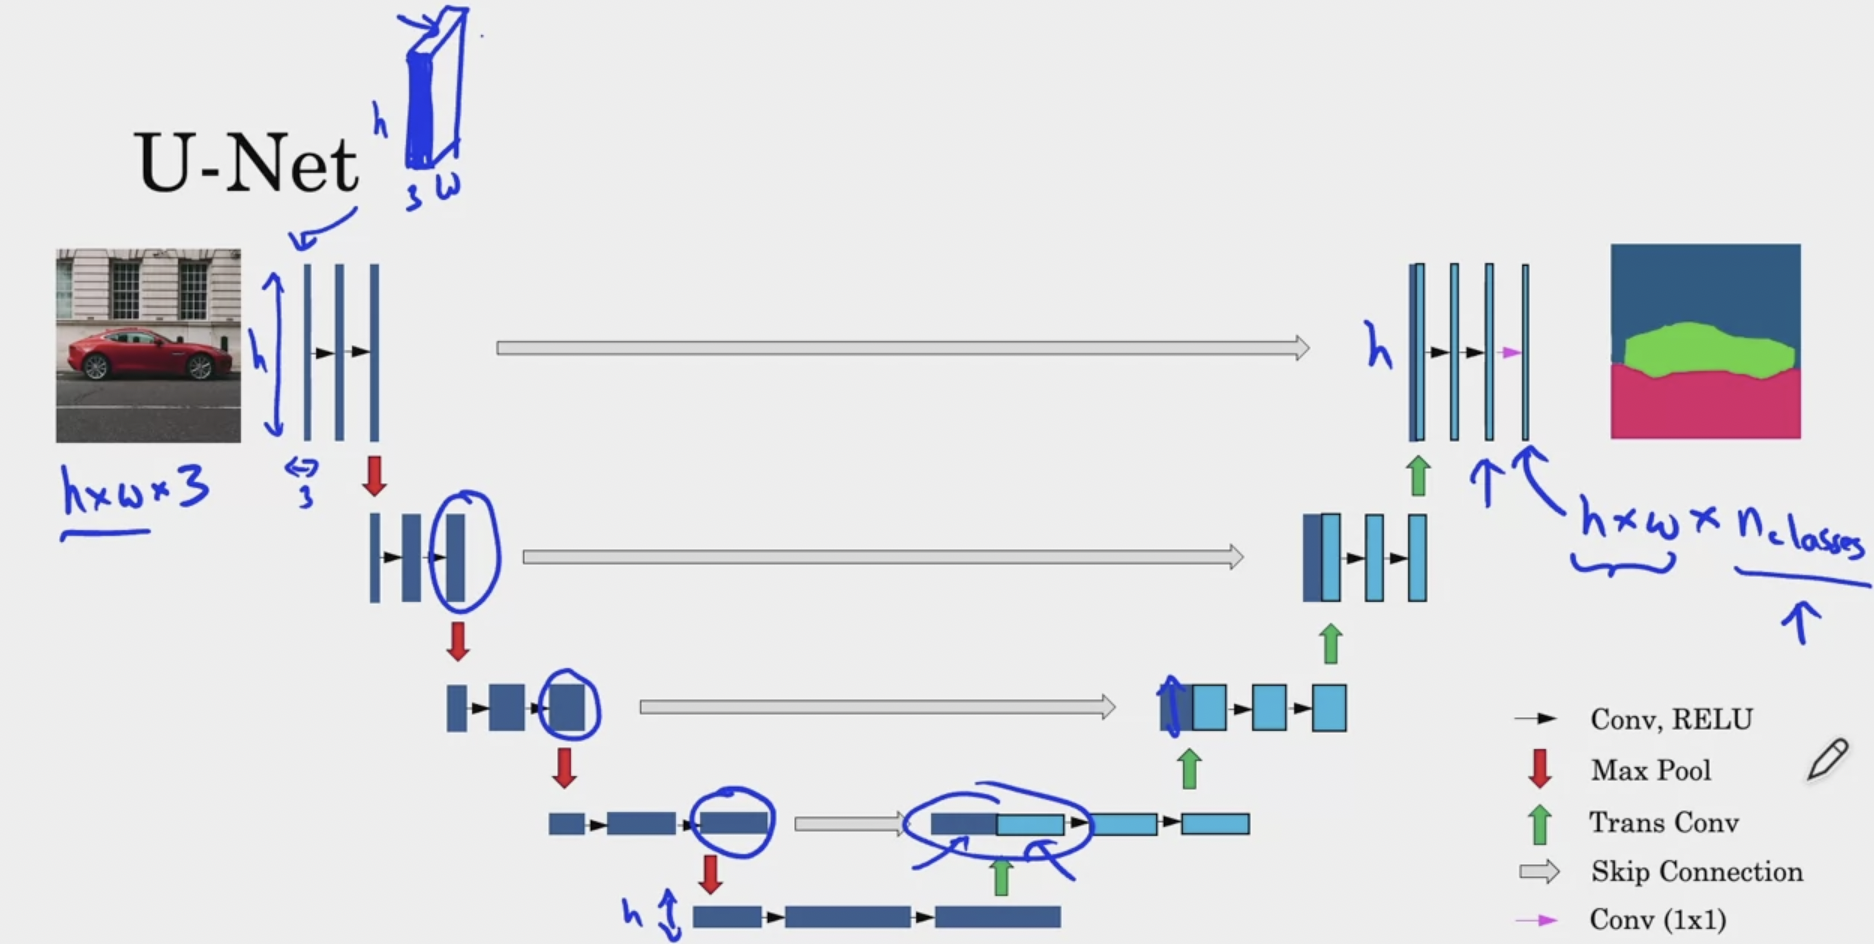 h
3 w
U-Net
h
h
h×w×3
3
h×w × n_classes
Conv, RELU
Max Pool
Trans Conv
Skip Connection
h
Conv (1x1)